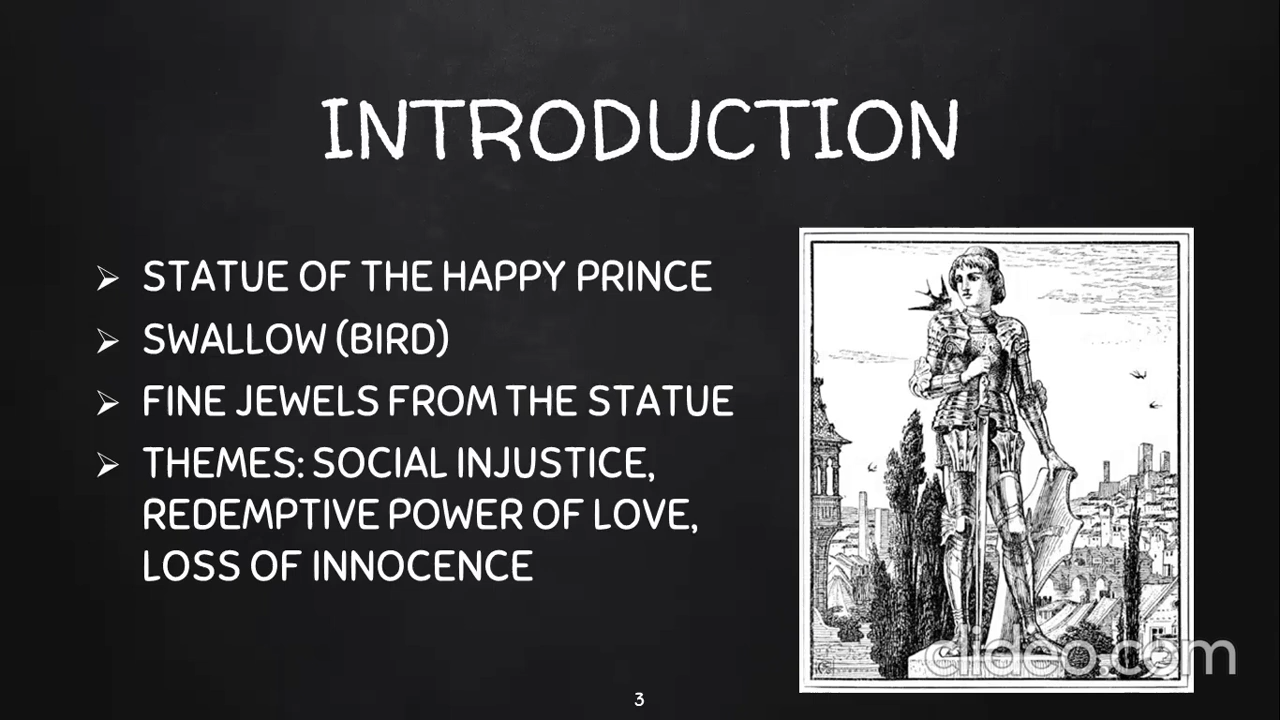 INTRODUCTION
STATUE OF THE HAPPY PRINCE
SWALLOW (BIRD)
FINE JEWELS FROM THE STATUE
THEMES: SOCIAL INJUSTICE,
REDEMPTIVE POWER OF LOVE,
LOSS OF INNOCENCE
clideo.com
3